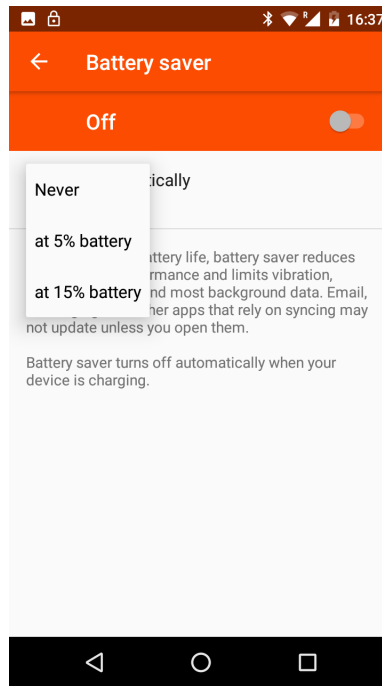 R 16:37
Battery saver
Off
tically
Never
at 5% battery
at 15% battery
ttery life, battery saver reduces
rmance and limits vibration,
nd most background data. Email,
her apps that rely on syncing may
not update unless you open them.
Battery saver turns off automatically when your
device is charging.